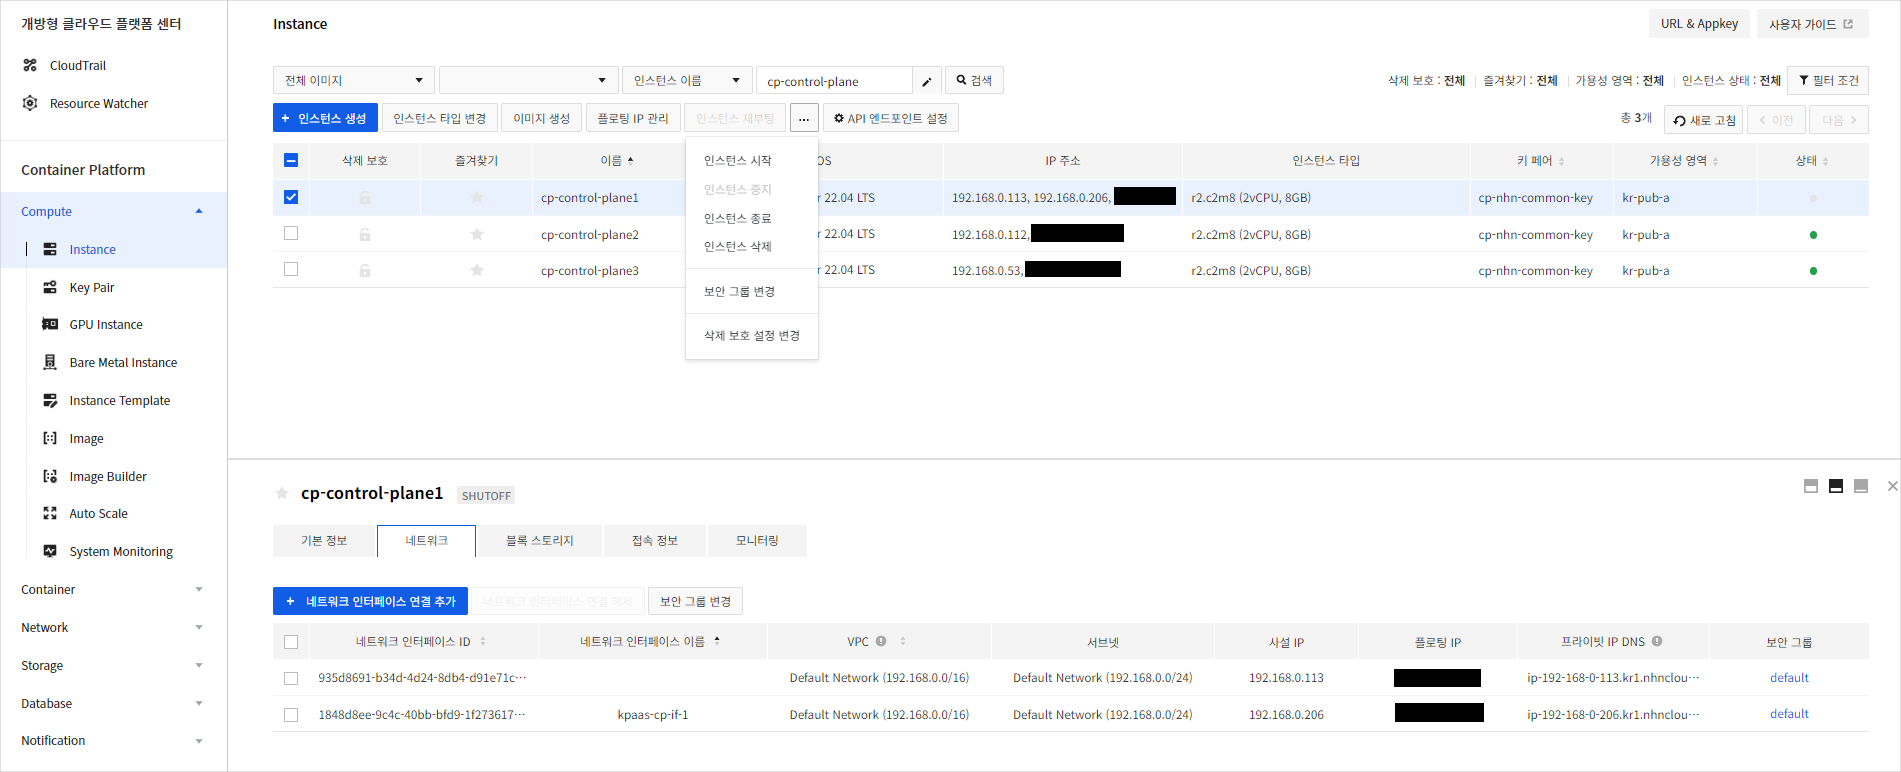 개방형 클라우드 플랫폼 센터
CloudTrail
Resource Watcher
Container Platform
Compute
Instance
Key Pair
GPU Instance
Bare Metal Instance
Instance Template
Image
Image Builder
Auto Scale
System Monitoring
Container
Network
Storage
Database
Notification
Instance
URL & Appkey
사용자 가이드
전체 이미지
인스턴스 이름
cp-control-plane
검색
삭제 보호 : 전체
즐겨찾기 : 전체
가용성 영역 : 전체
인스턴스 상태 : 전체
필터 조건
+ 인스턴스 생성
인스턴스 타입 변경
이미지 생성
플로팅 IP 관리
인스턴스 재부팅
...
API 엔드포인트 설정
총 3개
새로 고침
이전
다음
삭제 보호 즐겨찾기 이름 OS IP 주소 인스턴스 타입 키 페어 가용성 영역 상태
cp-control-plane1 r 22.04 LTS 192.168.0.113, 192.168.0.206, r2.c2m8 (2vCPU, 8GB) cp-nhn-common-key kr-pub-a
cp-control-plane2 r 22.04 LTS 192.168.0.112, r2.c2m8 (2vCPU, 8GB) cp-nhn-common-key kr-pub-a
cp-control-plane3 r 22.04 LTS 192.168.0.53, r2.c2m8 (2vCPU, 8GB) cp-nhn-common-key kr-pub-a
인스턴스 시작
인스턴스 중지
인스턴스 종료
인스턴스 삭제
보안 그룹 변경
삭제 보호 설정 변경
cp-control-plane1 SHUTOFF
기본 정보
네트워크
블록 스토리지
접속 정보
모니터링
+ 네트워크 인터페이스 연결 추가
네트워크 인터페이스 연결 해제
보안 그룹 변경
네트워크 인터페이스 ID 네트워크 인터페이스 이름 VPC 서브넷 사설 IP 플로팅 IP 프라이빗 IP DNS 보안 그룹
935d8691-b34d-4d24-8db4-d91e71c··· Default Network (192.168.0.0/16) Default Network (192.168.0.0/24) 192.168.0.113 ip-192-168-0-113.kr1.nhnclou··· default
1848d8ee-9c4c-40bb-bfd9-1f273617··· kpaas-cp-if-1 Default Network (192.168.0.0/16) Default Network (192.168.0.0/24) 192.168.0.206 ip-192-168-0-206.kr1.nhnclou··· default